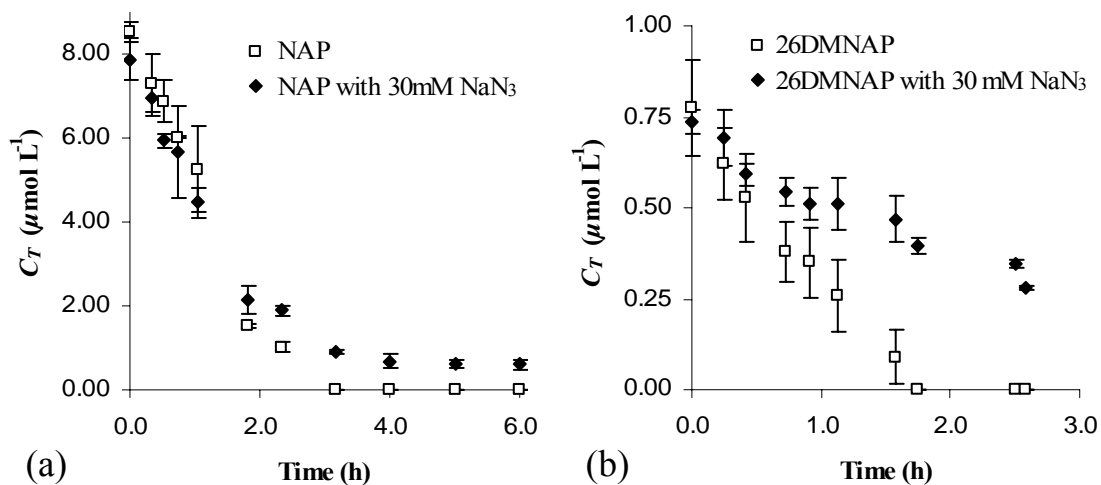 8.00
6.00
4.00
2.00
0.00
C_T (µmol L⁻¹)
NAP
NAP with 30mM NaN₃
0.0 2.0 4.0 6.0
Time (h)
(a)
1.00
0.75
0.50
0.25
0.00
C_T (µmol L⁻¹)
26DMNAP
26DMNAP with 30 mM NaN₃
0.0 1.0 2.0 3.0
Time (h)
(b)